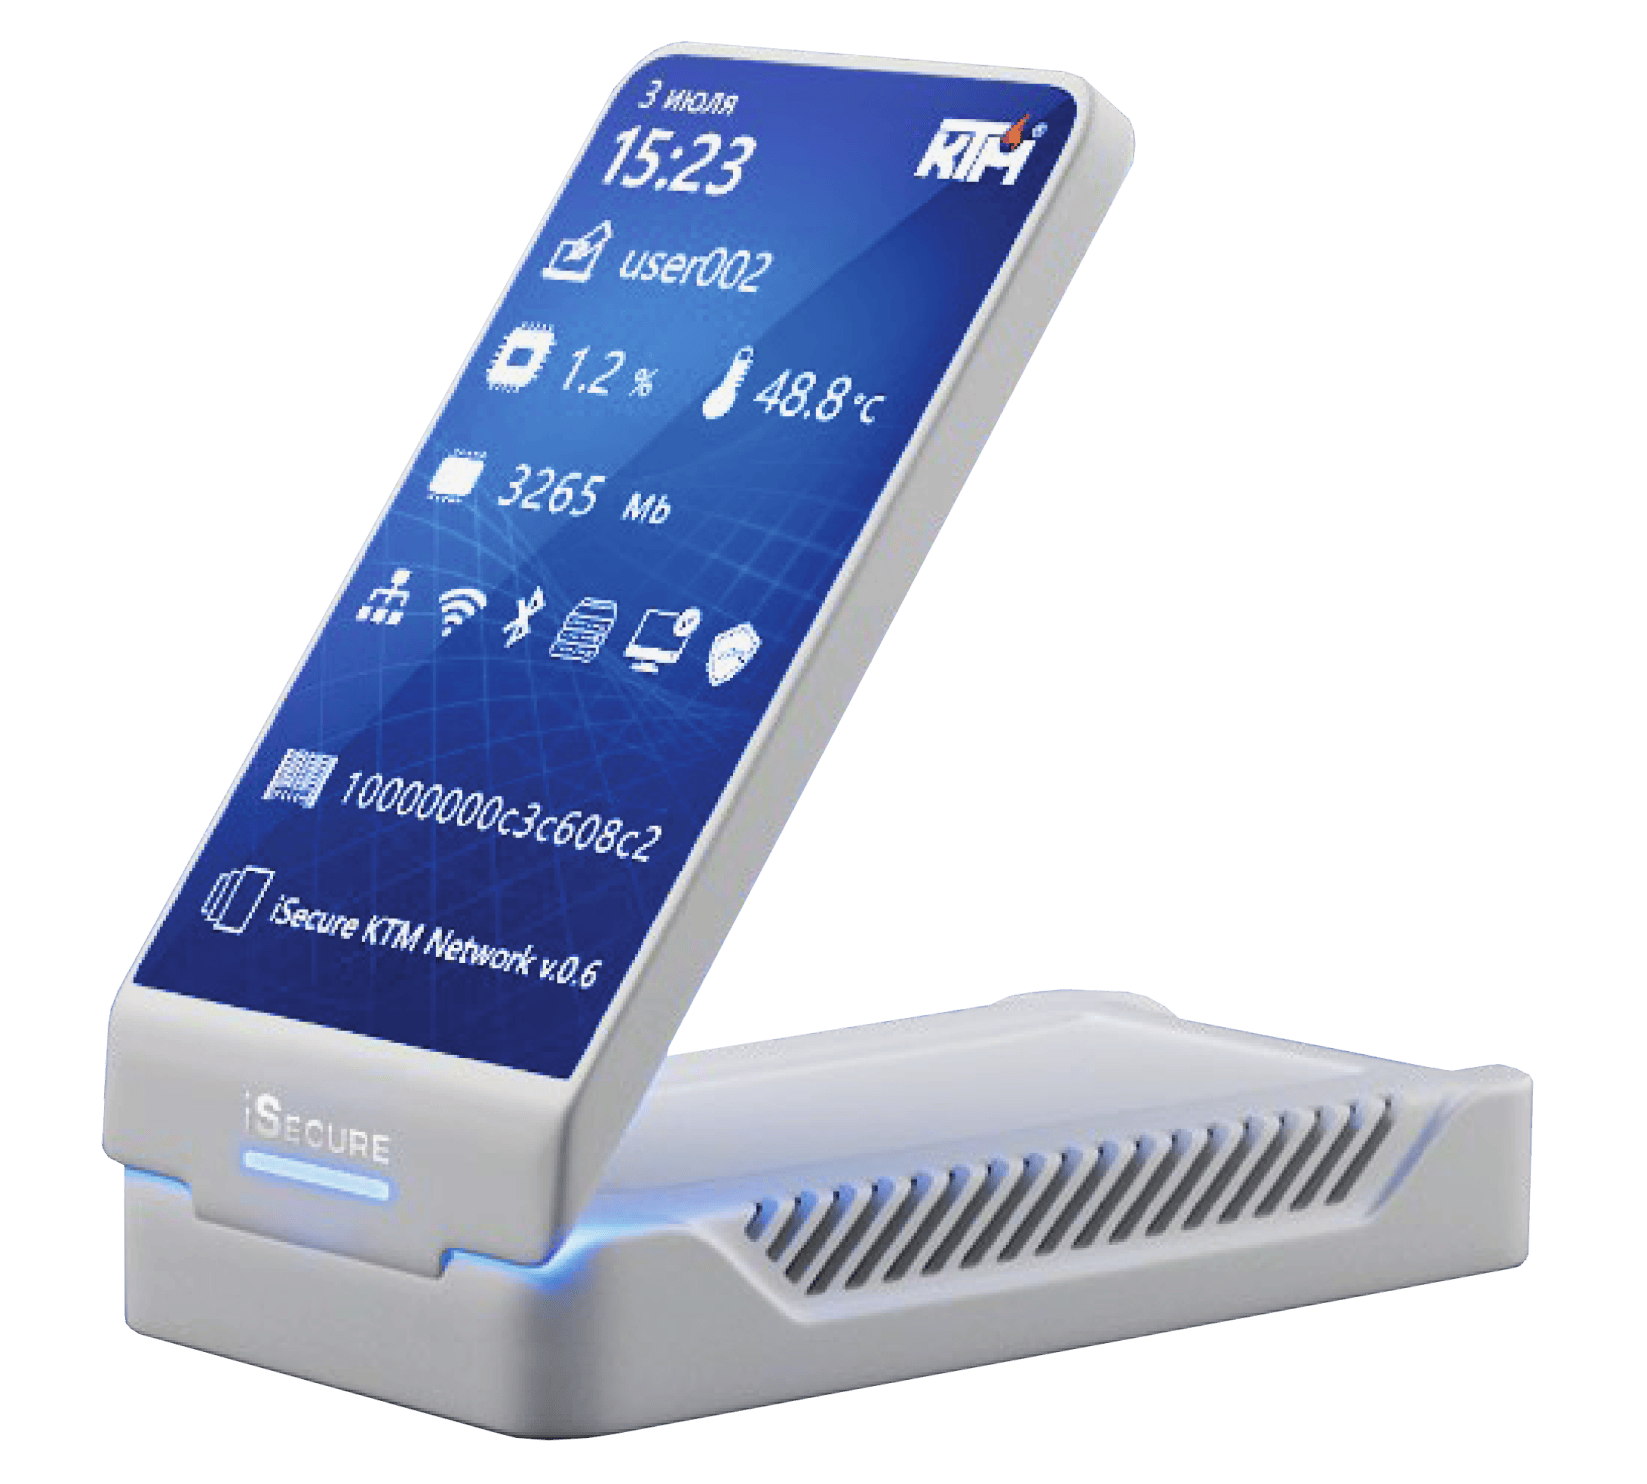 3 июля
KTM®
15:23
user002
1.2 % 48.8 °C
3265 Mb
10000000c3c608c2
iSecure KTM Network v.0.6
iSECURE